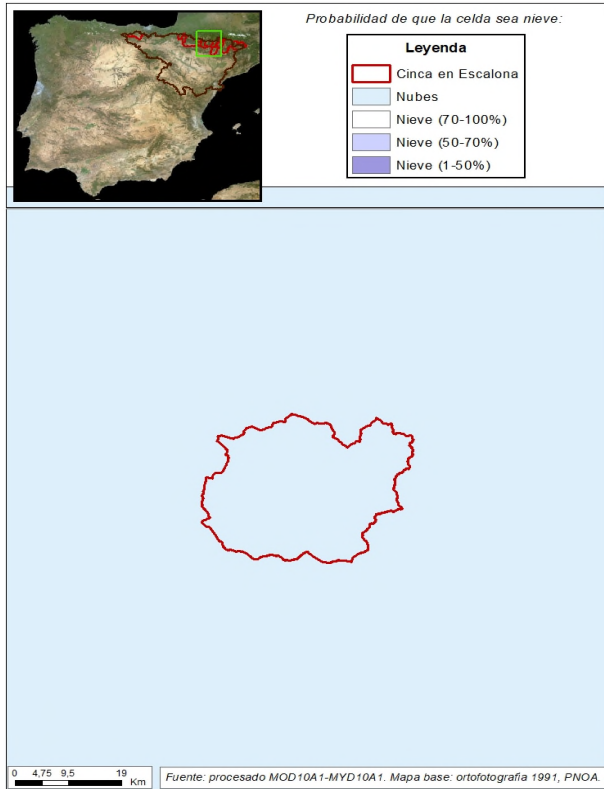 Probabilidad de que la celda sea nieve:
Leyenda
Cinca en Escalona
Nubes
Nieve (70-100%)
Nieve (50-70%)
Nieve (1-50%)
0 4,75 9,5 19
Km
Fuente: procesado MOD10A1-MYD10A1. Mapa base: ortofotografia 1991, PNOA.